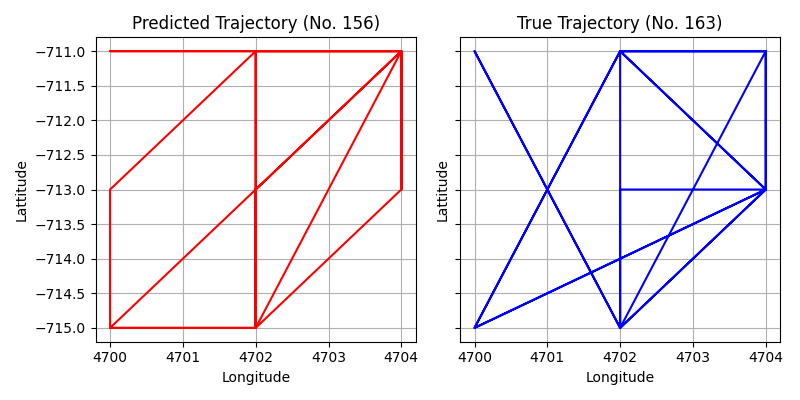 Predicted Trajectory (No. 156)
True Trajectory (No. 163)
−711.0
−711.5
−712.0
−712.5
−713.0
−713.5
−714.0
−714.5
−715.0
Lattitude
Lattitude
4700 4701 4702 4703 4704
4700 4701 4702 4703 4704
Longitude
Longitude